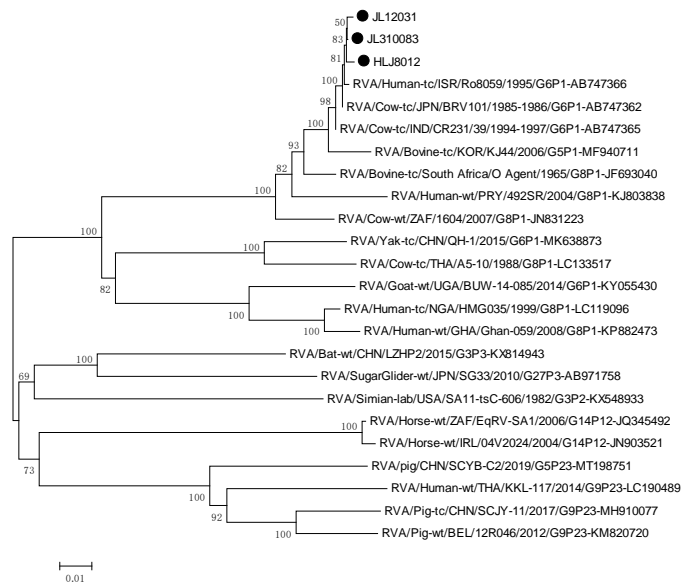 JL12031
50
JL310083
83
HLJ8012
81
RVA/Human-tc/ISR/Ro8059/1995/G6P1-AB747366
100
RVA/Cow-tc/JPN/BRV101/1985-1986/G6P1-AB747362
98
RVA/Cow-tc/IND/CR231/39/1994-1997/G6P1-AB747365
100
RVA/Bovine-tc/KOR/KJ44/2006/G5P1-MF940711
93
RVA/Bovine-tc/South Africa/O Agent/1965/G8P1-JF693040
82
RVA/Human-wt/PRY/492SR/2004/G8P1-KJ803838
100
RVA/Cow-wt/ZAF/1604/2007/G8P1-JN831223
100
RVA/Yak-tc/CHN/QH-1/2015/G6P1-MK638873
100
RVA/Cow-tc/THA/A5-10/1988/G8P1-LC133517
82
RVA/Goat-wt/UGA/BUW-14-085/2014/G6P1-KY055430
100
RVA/Human-tc/NGA/HMG035/1999/G8P1-LC119096
100
RVA/Human-wt/GHA/Ghan-059/2008/G8P1-KP882473
RVA/Bat-wt/CHN/LZHP2/2015/G3P3-KX814943
100
RVA/SugarGlider-wt/JPN/SG33/2010/G27P3-AB971758
69
RVA/Simian-lab/USA/SA11-tsC-606/1982/G3P2-KX548933
RVA/Horse-wt/ZAF/EqRV-SA1/2006/G14P12-JQ345492
100
RVA/Horse-wt/IRL/04V2024/2004/G14P12-JN903521
73
RVA/pig/CHN/SCYB-C2/2019/G5P23-MT198751
100
RVA/Human-wt/THA/KKL-117/2014/G9P23-LC190489
92
RVA/Pig-tc/CHN/SCJY-11/2017/G9P23-MH910077
100
RVA/Pig-wt/BEL/12R046/2012/G9P23-KM820720
0.01